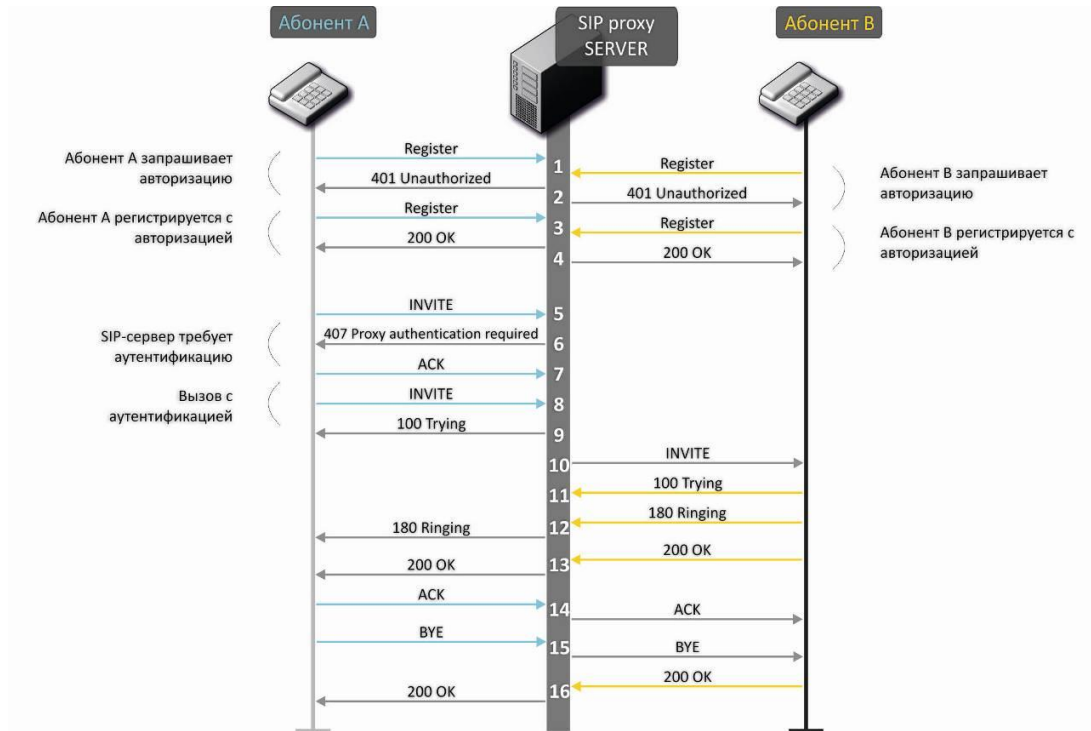 Абонент А
SIP proxy
SERVER
Абонент В
Абонент А запрашивает
авторизацию
Register
1
Register
Абонент В запрашивает
авторизацию
401 Unauthorized
2
401 Unauthorized
Абонент А регистрируется с
авторизацией
Register
3
Register
Абонент В регистрируется с
авторизацией
200 OK
4
200 OK
INVITE
5
SIP-сервер требует
аутентификацию
407 Proxy authentication required
6
ACK
7
Вызов с
аутентификацией
INVITE
8
100 Trying
9
10
INVITE
11
100 Trying
12
180 Ringing
180 Ringing
13
200 OK
200 OK
ACK
14
ACK
BYE
15
BYE
16
200 OK
200 OK